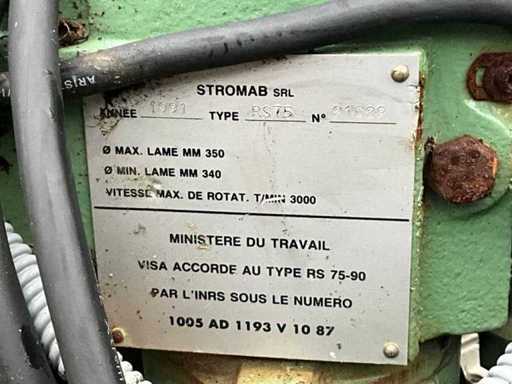 STROMAB SRL
ANNEE 1991 TYPE RS75 N°
Ø MAX. LAME MM 350
Ø MIN. LAME MM 340
VITESSE MAX. DE ROTAT. T/MIN 3000
MINISTERE DU TRAVAIL
VISA ACCORDE AU TYPE RS 75-90
PAR L'INRS SOUS LE NUMERO
1005 AD 1193 V 10 87